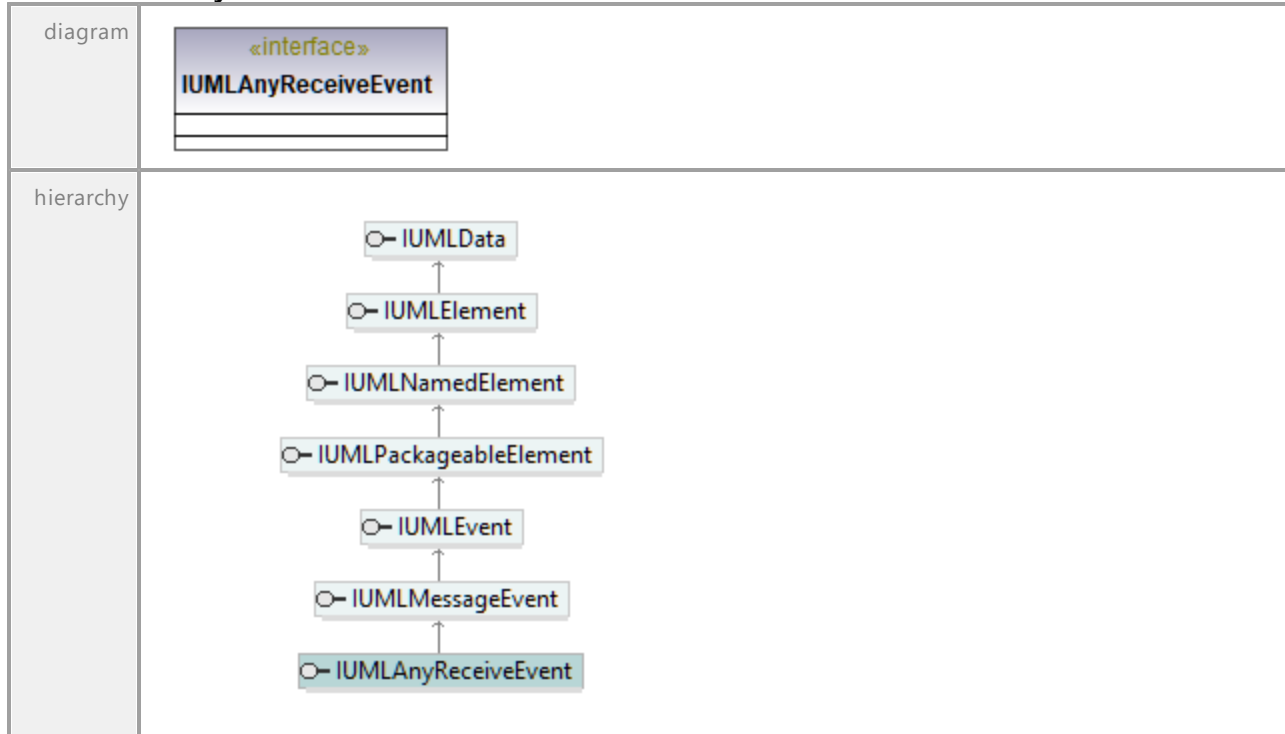 diagram
«interface»
IUMLAnyReceiveEvent
hierarchy
IUMLData
IUMLElement
IUMLNamedElement
IUMLPackageableElement
IUMLEvent
IUMLMessageEvent
IUMLAnyReceiveEvent